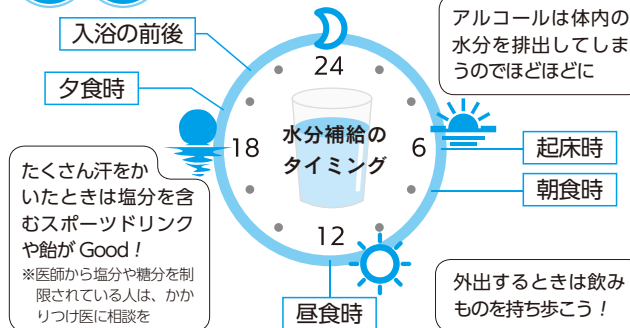 入浴の前後
夕食時
アルコールは体内の
水分を排出してしま
うのでほどほどに
24
18
水分補給の
タイミング
6
12
起床時
朝食時
昼食時
たくさん汗をか
いたときは塩分を含
むスポーツドリンク
や飴が Good！
※医師から塩分や糖分を制
限されている人は、かか
りつけ医に相談を
外出するときは飲み
ものを持ち歩こう！